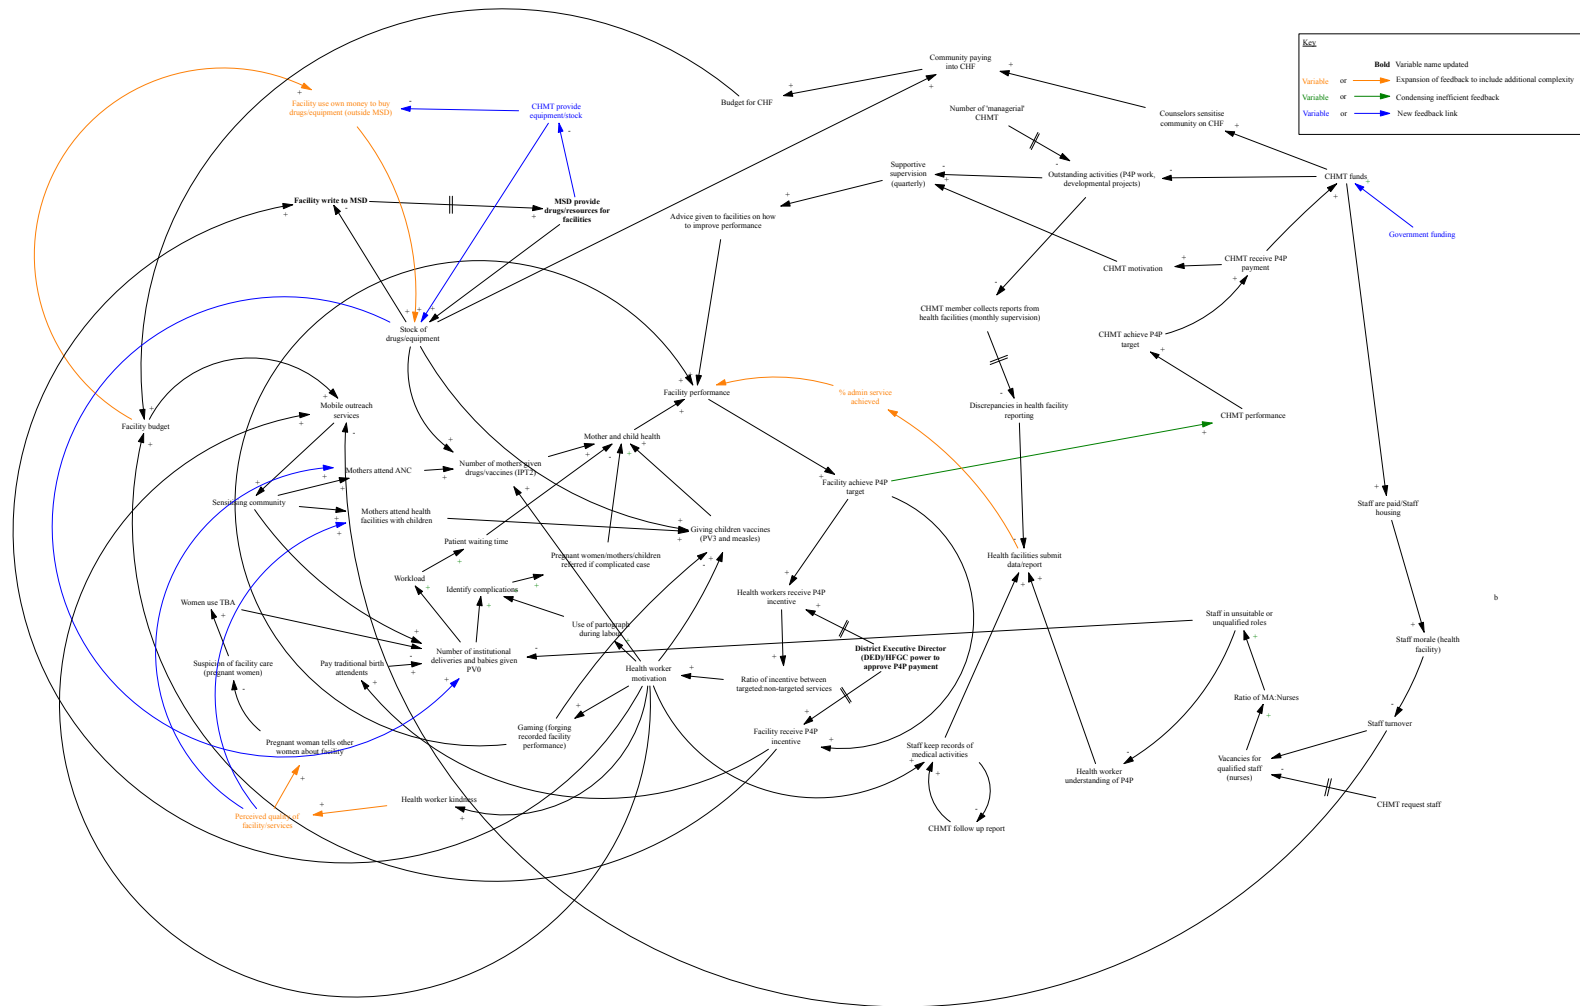 Key
Bold Variable name updated
Variable or Expansion of feedback to include additional complexity
Variable or Condensing inefficient feedback
Variable or New feedback link
Community paying
into CHF
Budget for CHF
Facility use own money to buy
drugs/equipment (outside MSD)
CHMT provide
equipment/stock
Number of 'managerial'
CHMT
Counselors sensitise
community on CHF
Supportive
supervision
(quarterly)
Outstanding activities (P4P work,
developmental projects)
CHMT funds
Facility write to MSD
MSD provide
drugs/resources for
facilities
Advice given to facilities on how
to improve performance
Government funding
CHMT motivation
CHMT receive P4P
payment
CHMT member collects reports from
health facilities (monthly supervision)
Stock of
drugs/equipment
CHMT achieve P4P
target
Facility performance
% admin service
achieved
Discrepancies in health facility
reporting
CHMT performance
Mobile outreach
services
Facility budget
Mother and child health
Mothers attend ANC
Number of mothers given
drugs/vaccines (IPT2)
Facility achieve P4P
target
Sensitising community
Mothers attend health
facilities with children
Giving children vaccines
(PV3 and measles)
Staff are paid/Staff
housing
Patient waiting time
Pregnant women/mothers/children
referred if complicated case
Health facilities submit
data/report
Workload
Identify complications
Health workers receive P4P
incentive
Women use TBA
Use of partograph
during labour
Staff in unsuitable or
unqualified roles
b
Number of institutional
deliveries and babies given
PV0
District Executive Director
(DED)/HFGC power to
approve P4P payment
Staff morale (health
facility)
Suspicion of facility care
(pregnant women)
Pay traditional birth
attendents
Health worker
motivation
Ratio of incentive between
targeted:non-targeted services
Ratio of MA:Nurses
Gaming (forging
recorded facility
performance)
Facility receive P4P
incentive
Staff turnover
Pregnant woman tells other
women about facility
Staff keep records of
medical activities
Health worker
understanding of P4P
Vacancies for
qualified staff
(nurses)
Health worker kindness
CHMT request staff
Perceived quality of
facility/services
CHMT follow up report